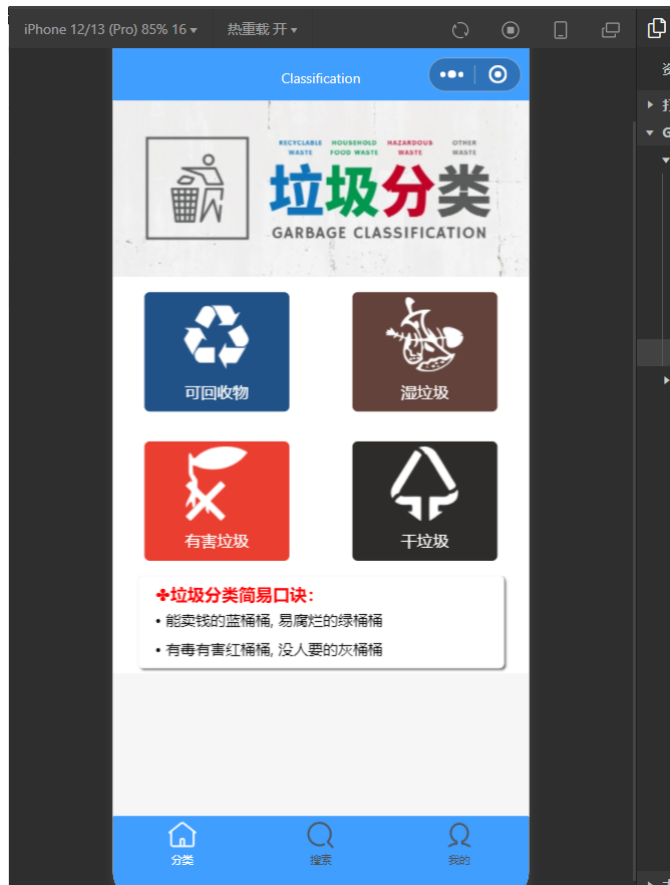 iPhone 12/13 (Pro) 85% 16
热重载 开
Classification
RECYCLABLE WASTE
HOUSEHOLD FOOD WASTE
HAZARDOUS WASTE
OTHER WASTE
垃圾分类
GARBAGE CLASSIFICATION
可回收物
湿垃圾
有害垃圾
干垃圾
✤垃圾分类简易口诀：
• 能卖钱的蓝桶桶, 易腐烂的绿桶桶
• 有毒有害红桶桶, 没人要的灰桶桶
分类
搜索
我的